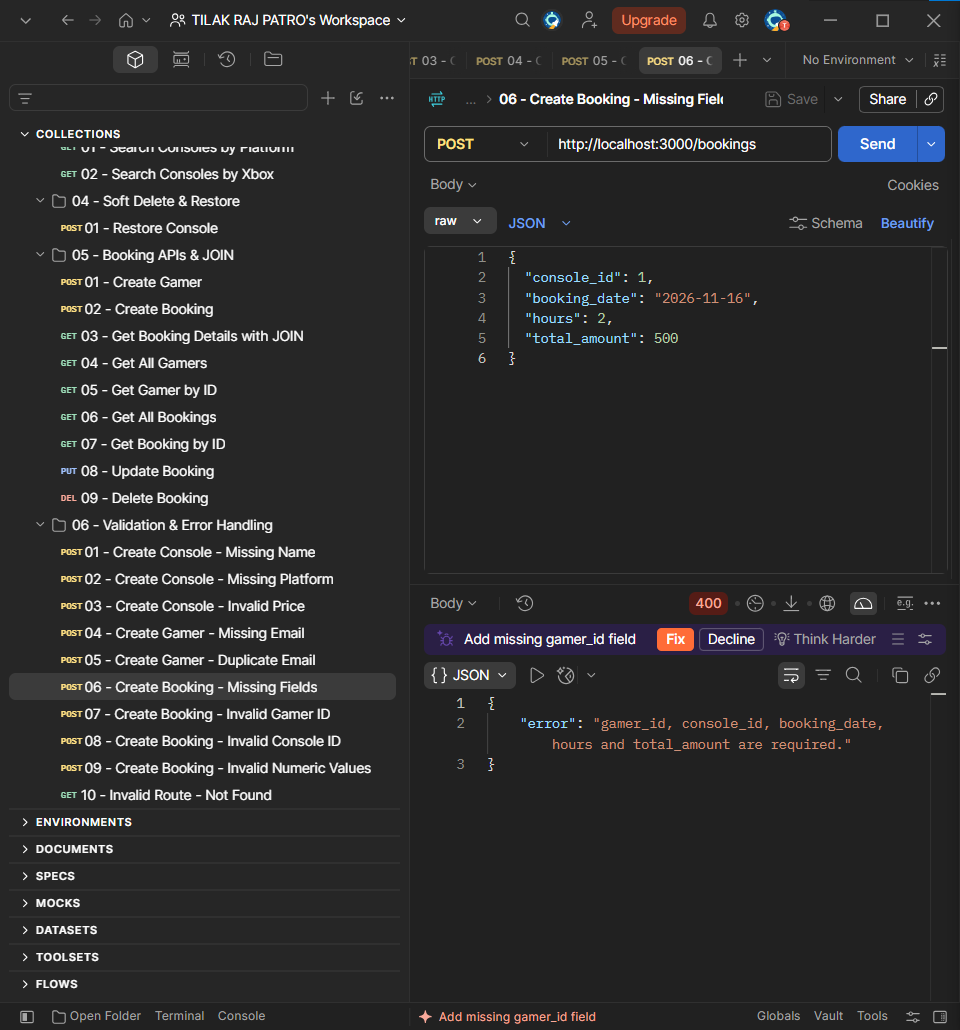 TILAK RAJ PATRO's Workspace
Upgrade
POST 04 - C
POST 05 - C
POST 06 - C
No Environment
COLLECTIONS
GET 01 - Search Consoles by Platform
GET 02 - Search Consoles by Xbox
04 - Soft Delete & Restore
POST 01 - Restore Console
05 - Booking APIs & JOIN
POST 01 - Create Gamer
POST 02 - Create Booking
GET 03 - Get Booking Details with JOIN
GET 04 - Get All Gamers
GET 05 - Get Gamer by ID
GET 06 - Get All Bookings
GET 07 - Get Booking by ID
PUT 08 - Update Booking
DEL 09 - Delete Booking
06 - Validation & Error Handling
POST 01 - Create Console - Missing Name
POST 02 - Create Console - Missing Platform
POST 03 - Create Console - Invalid Price
POST 04 - Create Gamer - Missing Email
POST 05 - Create Gamer - Duplicate Email
POST 06 - Create Booking - Missing Fields
POST 07 - Create Booking - Invalid Gamer ID
POST 08 - Create Booking - Invalid Console ID
POST 09 - Create Booking - Invalid Numeric Values
GET 10 - Invalid Route - Not Found
ENVIRONMENTS
DOCUMENTS
SPECS
MOCKS
DATASETS
TOOLSETS
FLOWS
HTTP ... > 06 - Create Booking - Missing Field
Save
Share
POST
http://localhost:3000/bookings
Send
Body
Cookies
raw
JSON
Schema
Beautify
1 {
2 "console_id": 1,
3 "booking_date": "2026-11-16",
4 "hours": 2,
5 "total_amount": 500
6 }
Body
400
e.g.
Add missing gamer_id field
Fix
Decline
Think Harder
{} JSON
1 {
2 "error": "gamer_id, console_id, booking_date,
hours and total_amount are required."
3 }
Open Folder
Terminal
Console
Add missing gamer_id field
Globals
Vault
Tools